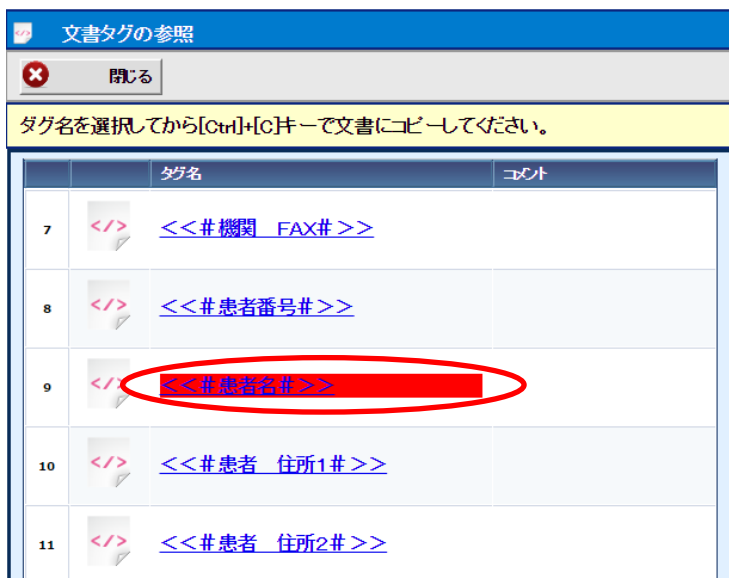 文書タグの参照
閉じる
タグ名を選択してから[Ctrl]+[C]キーで文書にコピーしてください。
タグ名 コメント
7 </> <<#機関　FAX#>>
8 </> <<#患者番号#>>
9 </> <<#患者名#>>
10 </> <<#患者　住所1#>>
11 </> <<#患者　住所2#>>